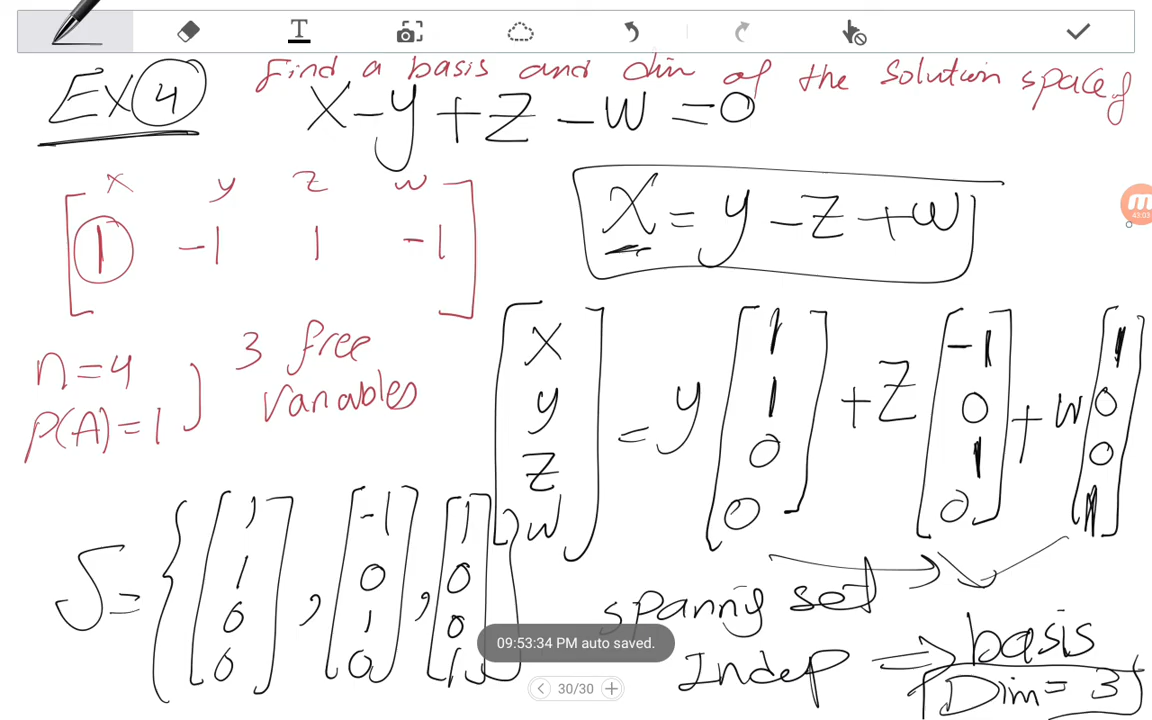 T
Ex 4 Find a basis and dim of the solution space of
x - y + z - w = 0
x y z w
[1 -1 1 -1]
x = y - z + w
n = 4
ρ(A) = 1
3 free
variables
[x y z w] = y [1 1 0 0] + z [-1 0 1 0] + w [1 0 0 1]
S = { [1 1 0 0], [-1 0 1 0], [1 0 0 1] }
spanning set
Indep ⇒ basis
Dim = 3
09:53:34 PM auto saved.
30/30
43:03